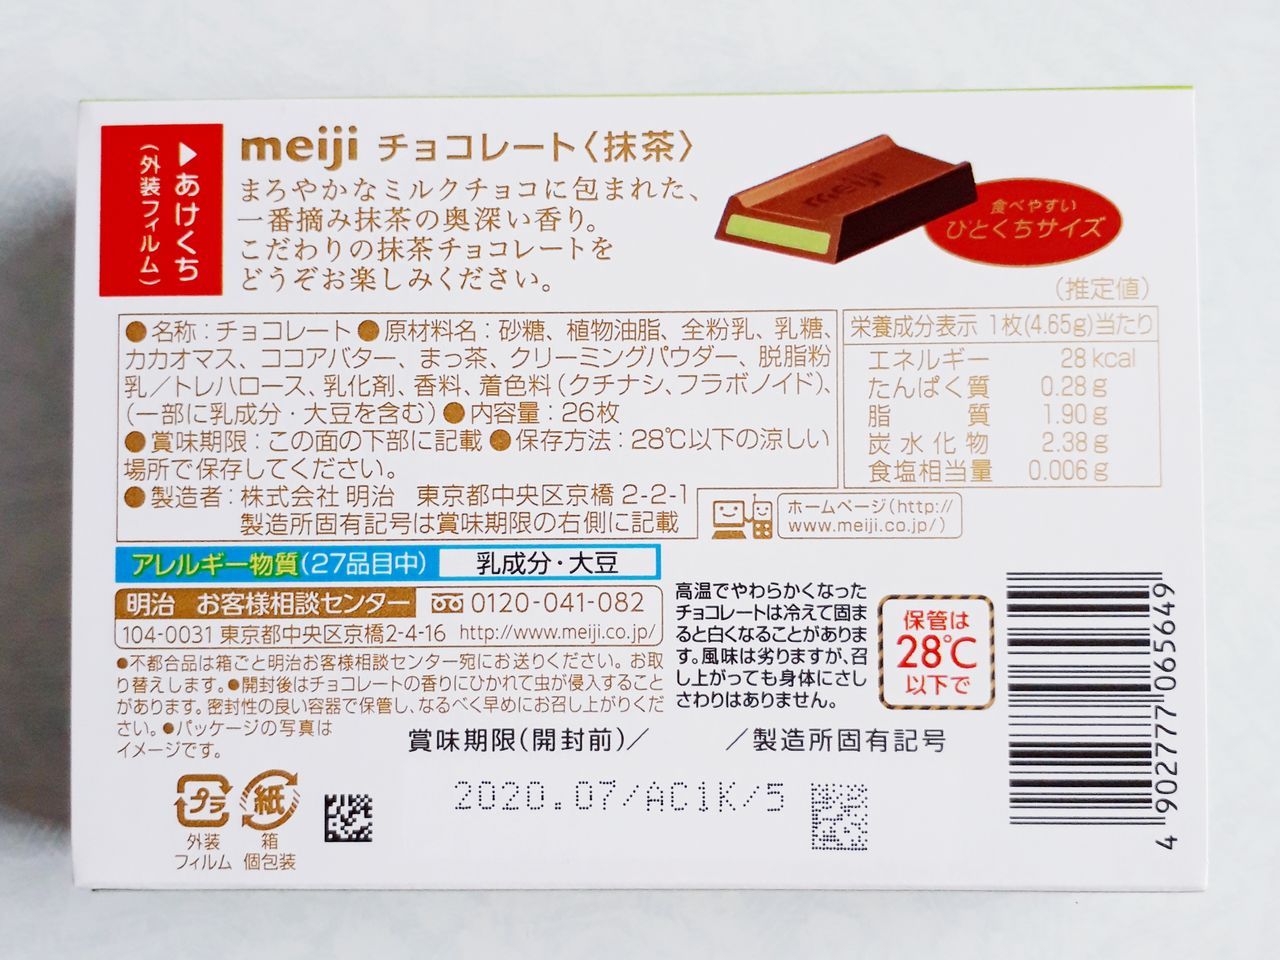 ▶あけくち
（外装フィルム）
meiji チョコレート〈抹茶〉
まろやかなミルクチョコに包まれた、
一番摘み抹茶の奥深い香り。
こだわりの抹茶チョコレートを
どうぞお楽しみください。
meiji
食べやすい
ひとくちサイズ
（推定値）
●名称：チョコレート●原材料名：砂糖、植物油脂、全粉乳、乳糖、
カカオマス、ココアバター、まっ茶、クリーミングパウダー、脱脂粉
乳／トレハロース、乳化剤、香料、着色料（クチナシ、フラボノイド）、
（一部に乳成分・大豆を含む）●内容量：26枚
●賞味期限：この面の下部に記載●保存方法：28℃以下の涼しい
場所で保存してください。
●製造者：株式会社 明治　東京都中央区京橋 2-2-1
製造所固有記号は賞味期限の右側に記載
栄養成分表示 1枚(4.65g)当たり
エネルギー 28kcal
たんぱく質 0.28g
脂質 1.90g
炭水化物 2.38g
食塩相当量 0.006g
ホームページ(http://
www.meiji.co.jp/)
アレルギー物質(27品目中) 乳成分・大豆
明治　お客様相談センター 0120-041-082
104-0031 東京都中央区京橋2-4-16 http://www.meiji.co.jp/
●不都合品は箱ごと明治お客様相談センター宛にお送りください。お取
り替えします。●開封後はチョコレートの香りにひかれて虫が侵入すること
があります。密封性の良い容器で保管し、なるべく早めにお召し上がりくだ
さい。●パッケージの写真は
イメージです。
高温でやわらかくなった
チョコレートは冷えて固ま
ると白くなることがありま
す。風味は劣りますが、召
し上がっても身体にさし
さわりはありません。
保管は
28℃
以下で
賞味期限(開封前)／　　／製造所固有記号
2020.07/AC1K/5
プラ
外装
フィルム
紙
箱
個包装
4 902777 065649